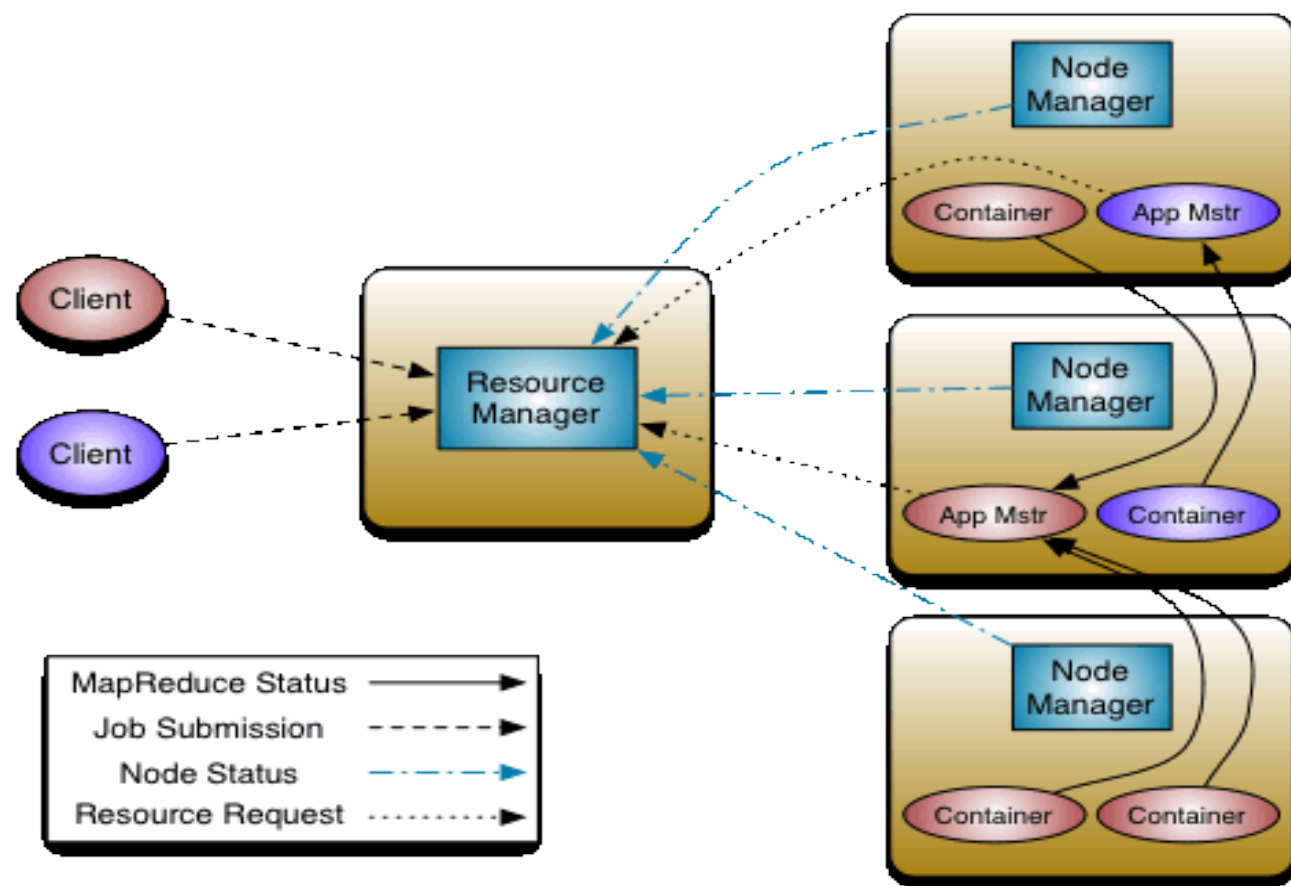 Client
Client
Resource
Manager
Node
Manager
Container
App Mstr
Node
Manager
App Mstr
Container
Node
Manager
Container
Container
MapReduce Status
Job Submission
Node Status
Resource Request